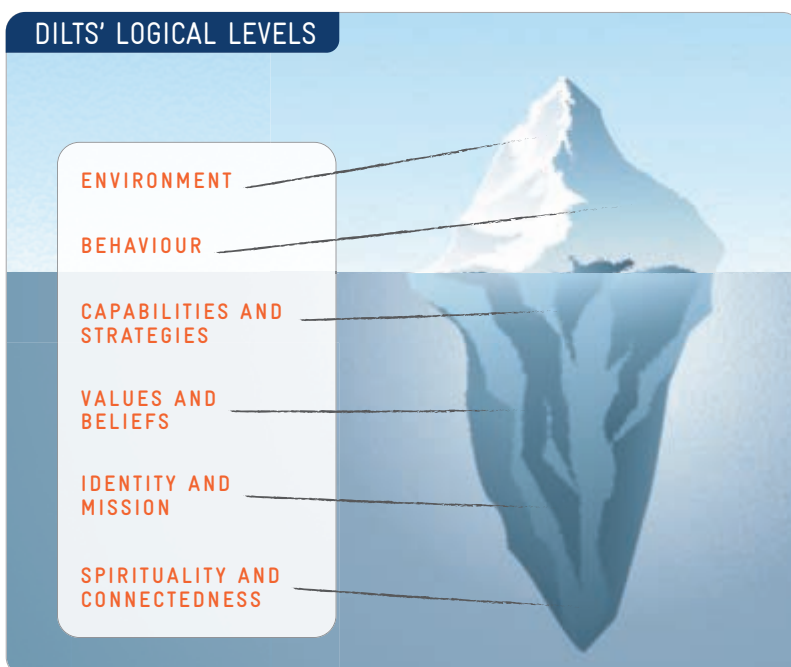 DILTS' LOGICAL LEVELS
ENVIRONMENT
BEHAVIOUR
CAPABILITIES AND
STRATEGIES
VALUES AND
BELIEFS
IDENTITY AND
MISSION
SPIRITUALITY AND
CONNECTEDNESS